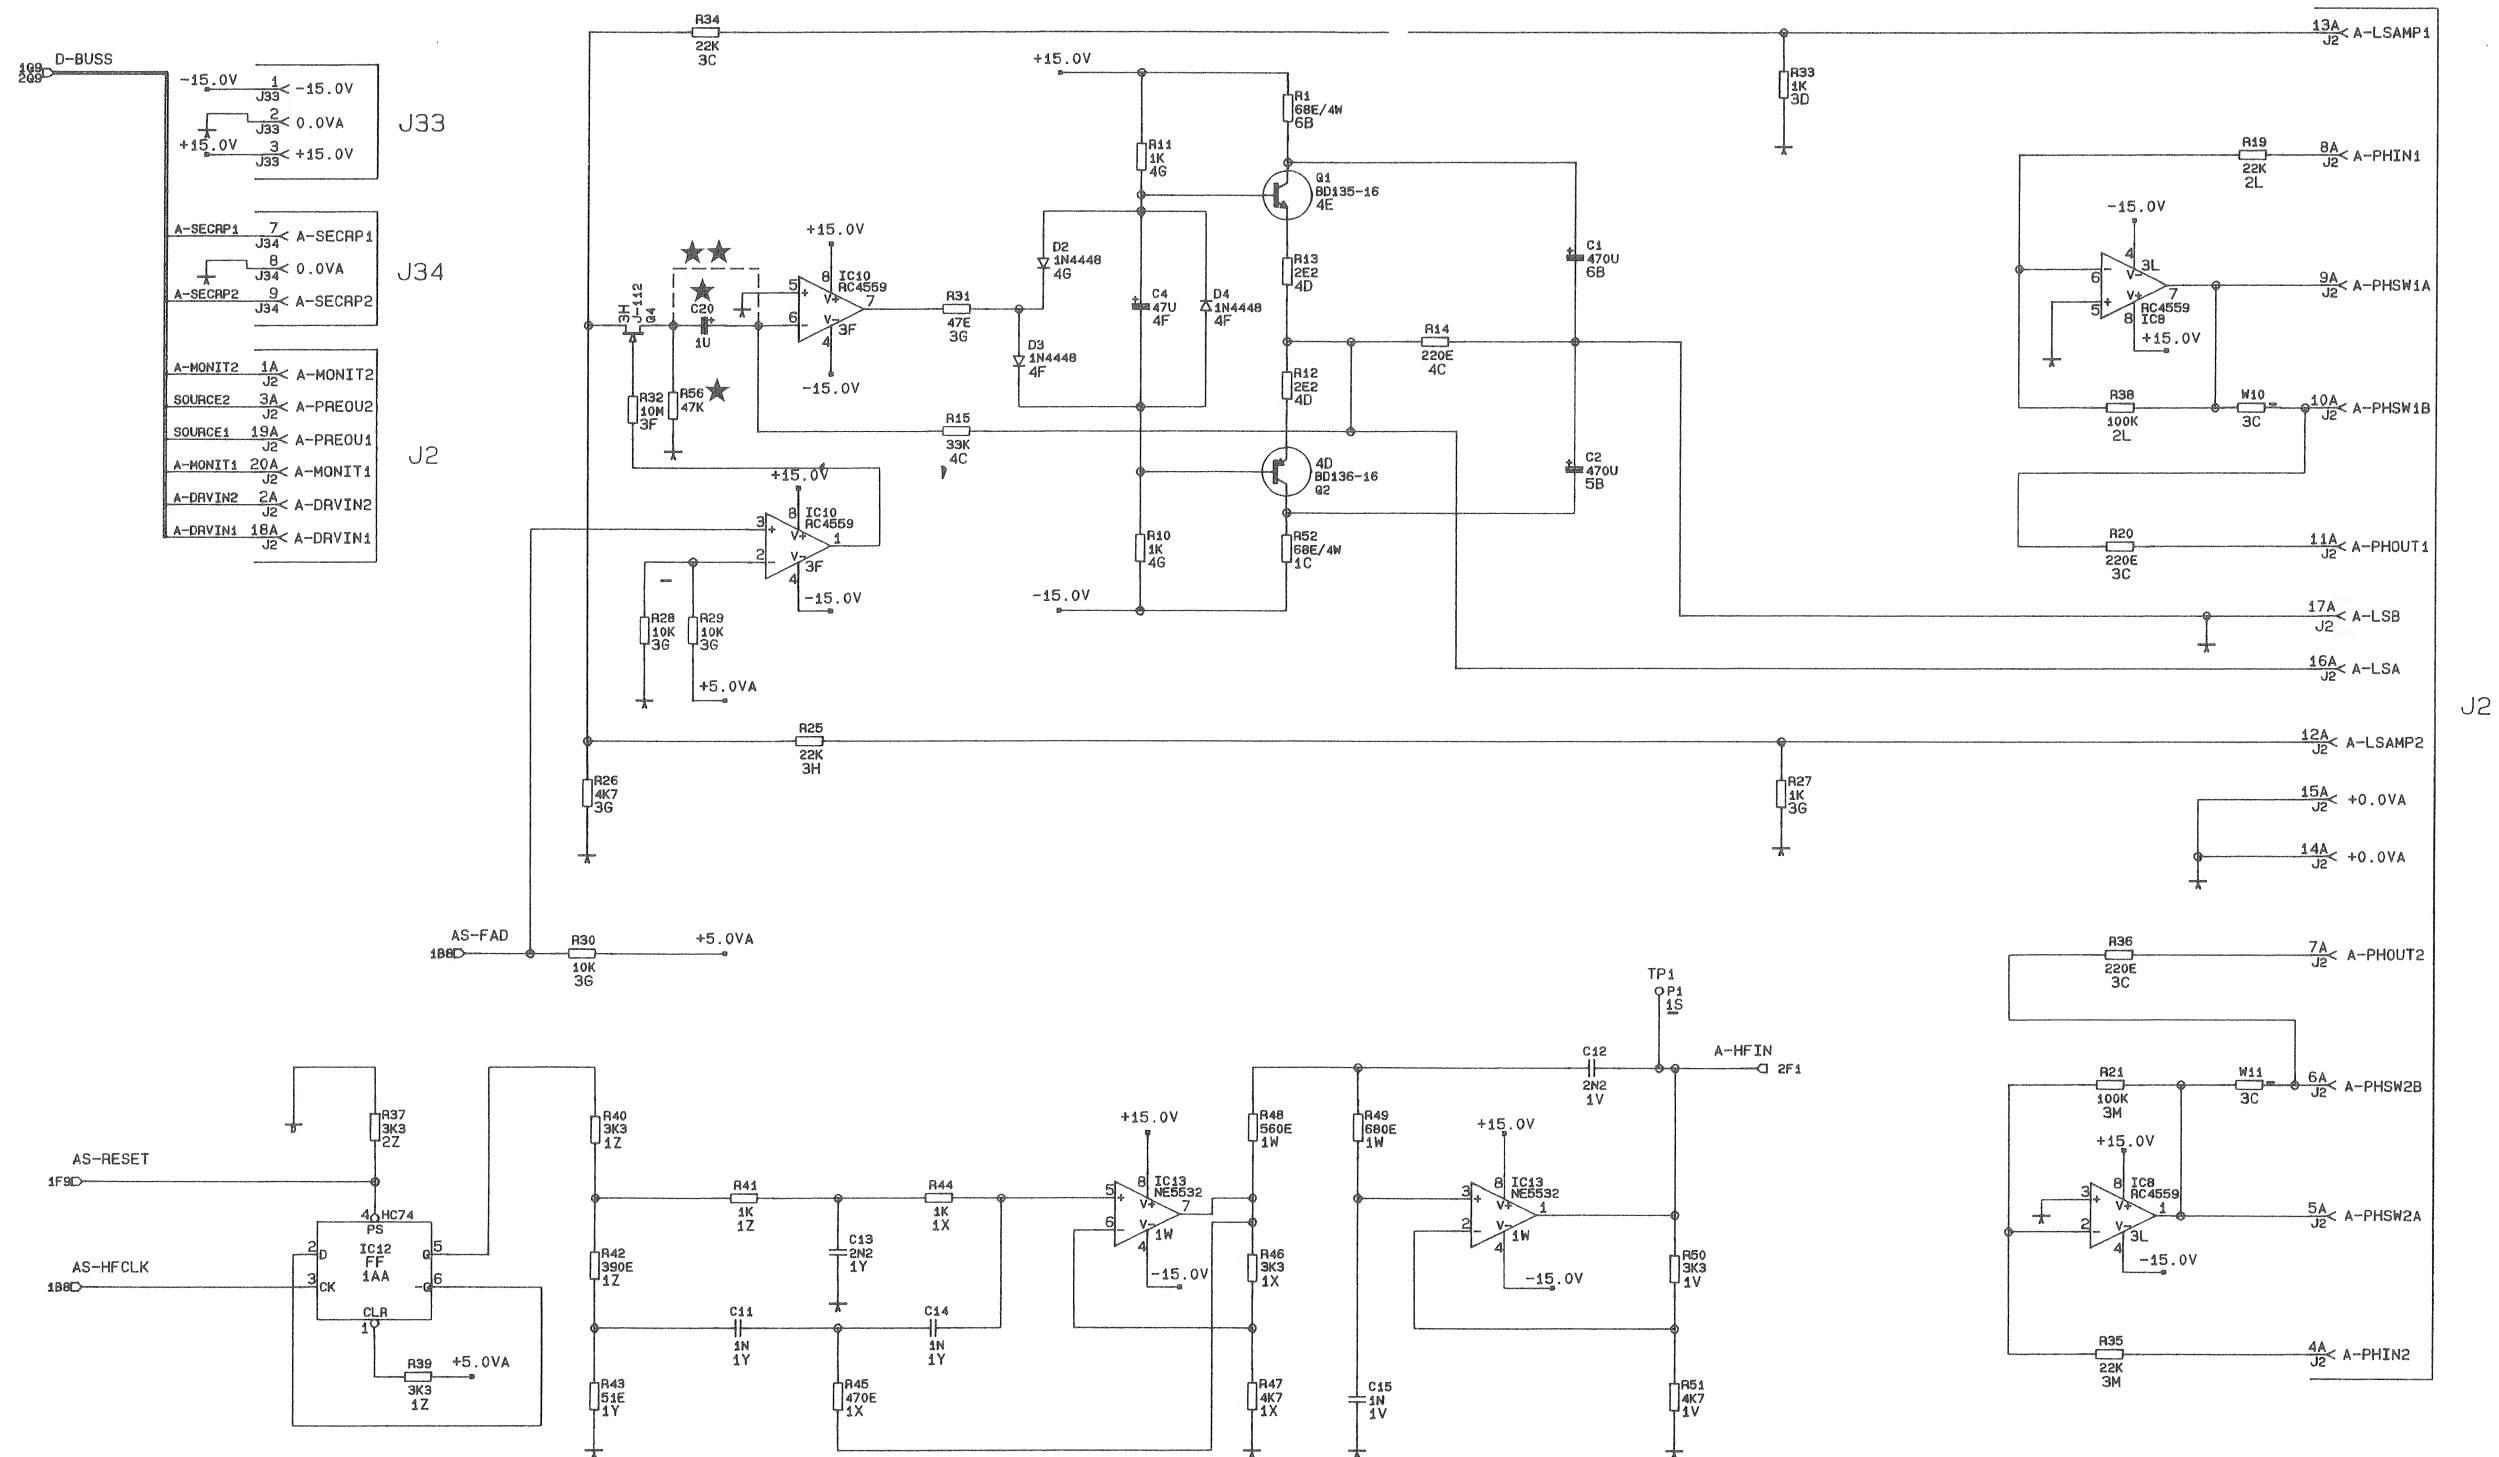 D-BUSS
1G9
2G9
-15.0V 1 J33 -15.0V
2 J33 0.0VA
+15.0V 3 J33 +15.0V
J33
A-SECRP1 7 J34 A-SECRP1
8 J34 0.0VA
A-SECRP2 9 J34 A-SECRP2
J34
A-MONIT2 1A J2 A-MONIT2
SOURCE2 3A J2 A-PREOU2
SOURCE1 19A J2 A-PREOU1
A-MONIT1 20A J2 A-MONIT1
A-DRVIN2 2A J2 A-DRVIN2
A-DRVIN1 18A J2 A-DRVIN1
J2
R34
22K
3C
3H
J-112
Q4
C20
1U
R32
10M
3F
R56
47K
+15.0V
5
6
7
8
4
IC10
RC4559
V+
V-
3F
-15.0V
R31
47E
3G
D2
1N4448
4G
D3
1N4448
4F
R15
33K
4C
+15.0V
R11
1K
4G
C4
47U
4F
D4
1N4448
4F
R10
1K
4G
-15.0V
R1
68E/4W
6B
Q1
BD135-16
4E
R13
2E2
4D
R12
2E2
4D
4D
BD136-16
Q2
R52
68E/4W
1C
R14
220E
4C
C1
470U
6B
C2
470U
5B
+15.0V
3
2
1
8
4
IC10
RC4559
V+
V-
3F
-15.0V
R28
10K
3G
R29
10K
3G
+5.0VA
R25
22K
3H
R26
4K7
3G
AS-FAD
1B8
R30
10K
3G
+5.0VA
R33
1K
3D
R27
1K
3G
13A J2 A-LSAMP1
R19
22K
2L
8A J2 A-PHIN1
-15.0V
4
3L
6
5
7
8
V-
V+
RC4559
IC8
+15.0V
9A J2 A-PHSW1A
R38
100K
2L
W10
3C
10A J2 A-PHSW1B
R20
220E
3C
11A J2 A-PHOUT1
17A J2 A-LSB
16A J2 A-LSA
12A J2 A-LSAMP2
15A J2 +0.0VA
14A J2 +0.0VA
J2
R36
220E
3C
7A J2 A-PHOUT2
R21
100K
3M
W11
3C
6A J2 A-PHSW2B
+15.0V
8
IC8
RC4559
3
2
1
4
V+
V-
3L
-15.0V
5A J2 A-PHSW2A
R35
22K
3M
4A J2 A-PHIN2
AS-RESET
1F9
R37
3K3
2Z
AS-HFCLK
1B8
4
HC74
PS
IC12
FF
1AA
2
D
3
CK
Q
5
-Q
6
CLR
1
R39
3K3
1Z
+5.0VA
R40
3K3
1Z
R42
390E
1Z
R43
51E
1Y
R41
1K
1Z
R44
1K
1X
C13
2N2
1Y
C11
1N
1Y
C14
1N
1Y
R45
470E
1X
+15.0V
5
6
7
8
4
IC13
NE5532
V+
V-
1W
-15.0V
R48
560E
1W
R46
3K3
1X
R47
4K7
1X
R49
680E
1W
C15
1N
1V
C12
2N2
1V
+15.0V
3
2
1
8
4
IC13
NE5532
V+
V-
1W
-15.0V
TP1
P1
1S
A-HFIN
2F1
R50
3K3
1V
R51
4K7
1V